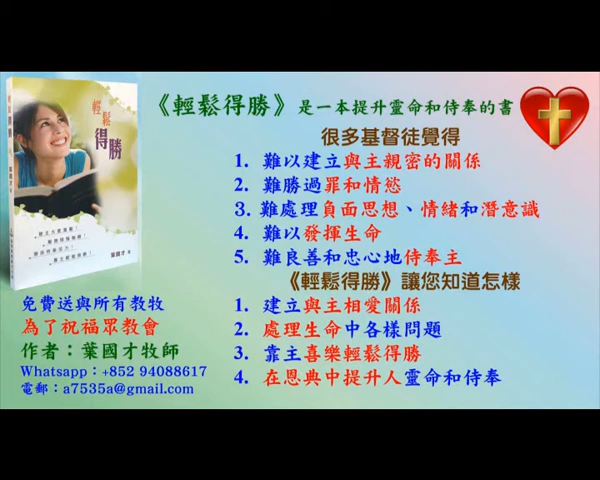 《輕鬆得勝》是一本提升靈命和侍奉的書
很多基督徒覺得
1. 難以建立與主親密的關係
2. 難勝過罪和情慾
3. 難處理負面思想、情緒和潛意識
4. 難以發揮生命
5. 難良善和忠心地侍奉主
《輕鬆得勝》讓您知道怎樣
1. 建立與主相愛關係
2. 處理生命中各樣問題
3. 靠主喜樂輕鬆得勝
4. 在恩典中提升人靈命和侍奉
輕鬆
得勝
輕鬆得勝
葉國才
免費送與所有教牧
為了祝福眾教會
作者：葉國才牧師
Whatsapp：+852 94088617
電郵：a7535a@gmail.com